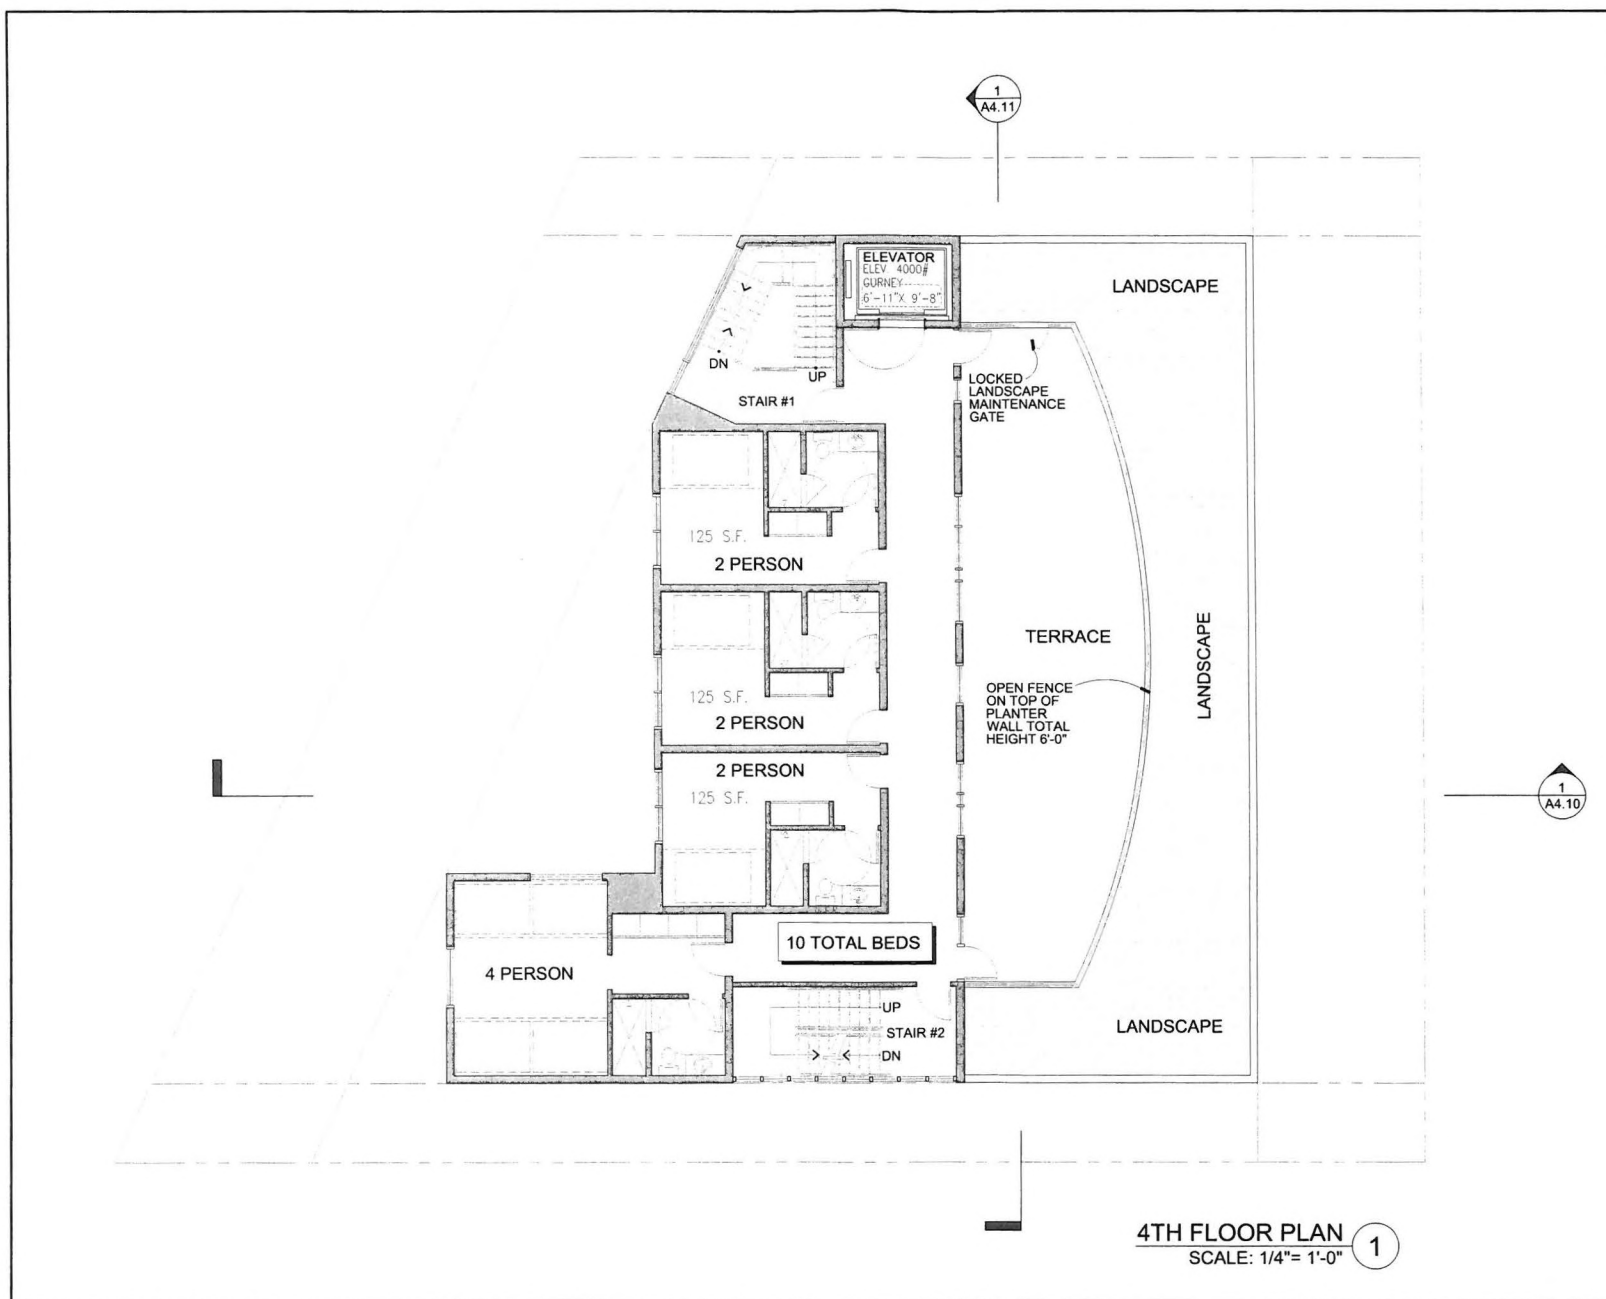 1
A4.11
ELEVATOR
ELEV. 4000#
GURNEY
6'-11"X 9'-8"
LANDSCAPE
DN
UP
STAIR #1
LOCKED
LANDSCAPE
MAINTENANCE
GATE
125 S.F.
2 PERSON
TERRACE
LANDSCAPE
OPEN FENCE
ON TOP OF
PLANTER
WALL TOTAL
HEIGHT 6'-0"
125 S.F.
2 PERSON
2 PERSON
125 S.F.
1
A4.10
10 TOTAL BEDS
4 PERSON
UP
STAIR #2
DN
LANDSCAPE
4TH FLOOR PLAN
SCALE: 1/4"= 1'-0"
1